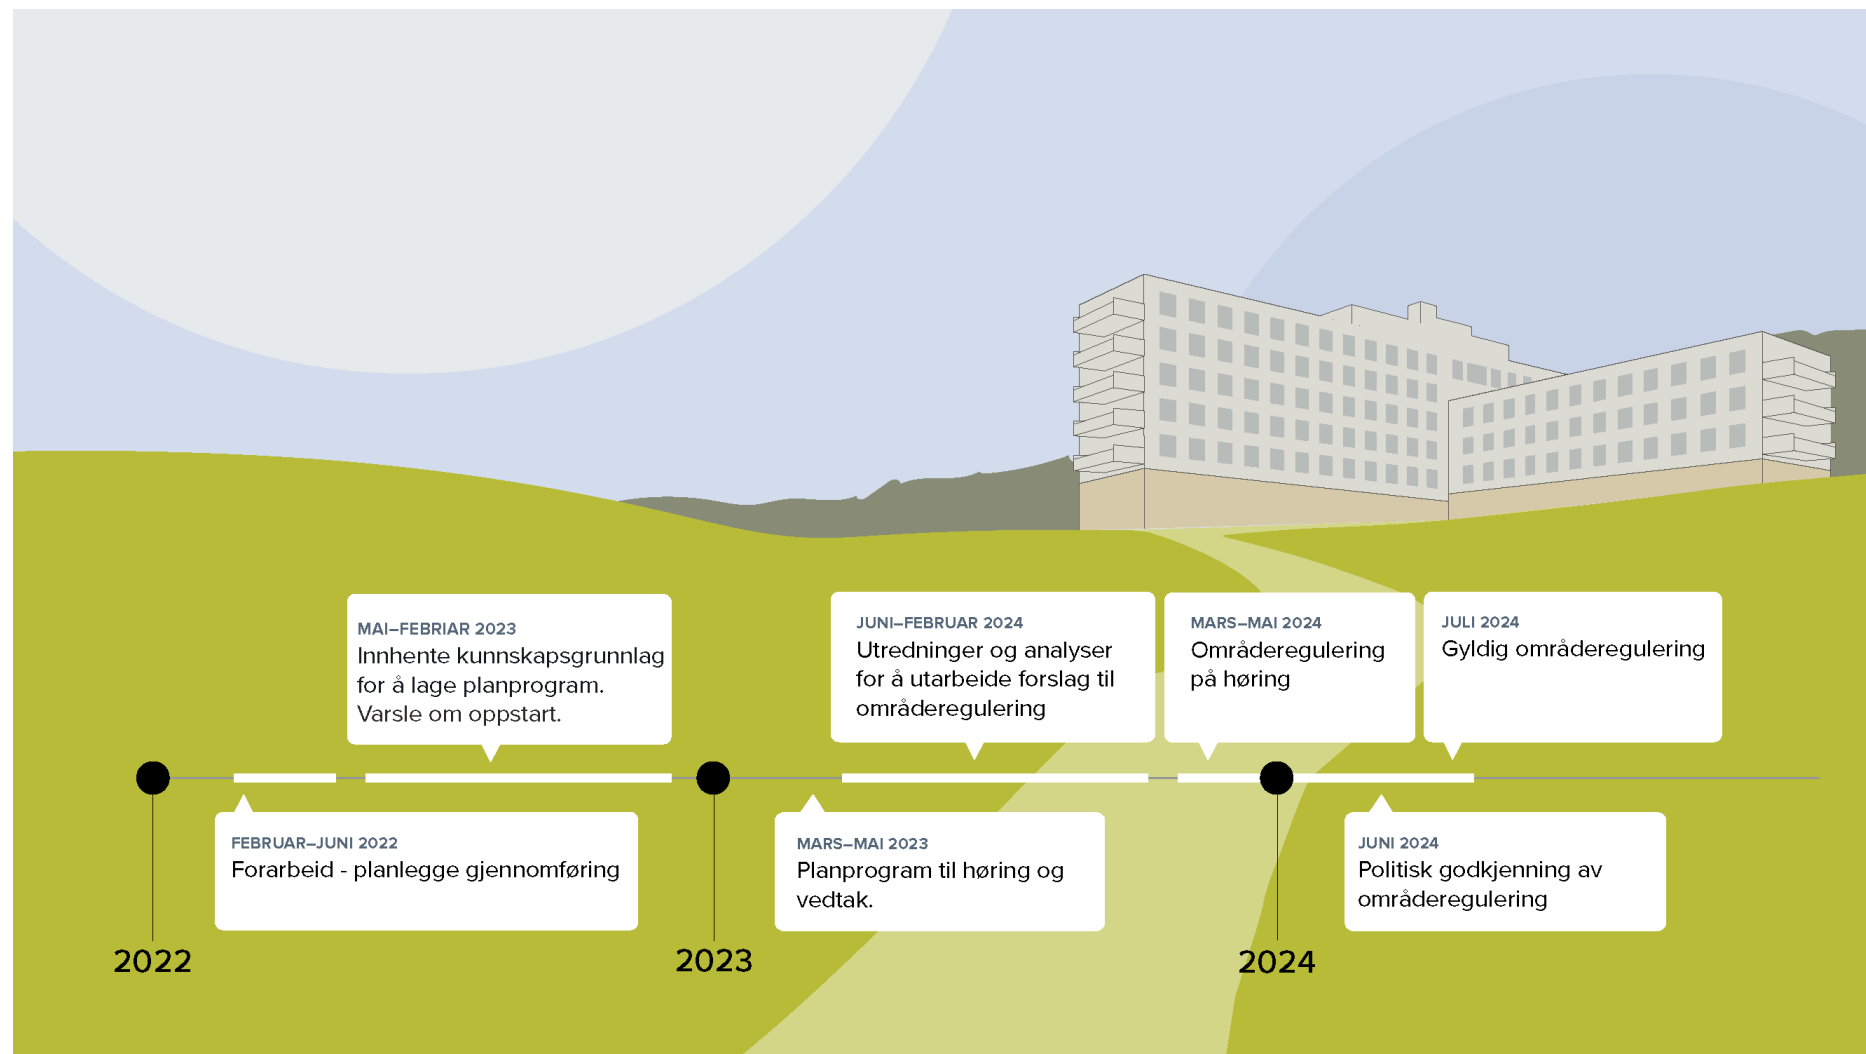 MAI–FEBRIAR 2023
Innhente kunnskapsgrunnlag
for å lage planprogram.
Varsle om oppstart.
JUNI–FEBRUAR 2024
Utredninger og analyser
for å utarbeide forslag til
områderegulering
MARS–MAI 2024
Områderegulering
på høring
JULI 2024
Gyldig områderegulering
FEBRUAR–JUNI 2022
Forarbeid - planlegge gjennomføring
MARS–MAI 2023
Planprogram til høring og
vedtak.
JUNI 2024
Politisk godkjenning av
områderegulering
2022
2023
2024